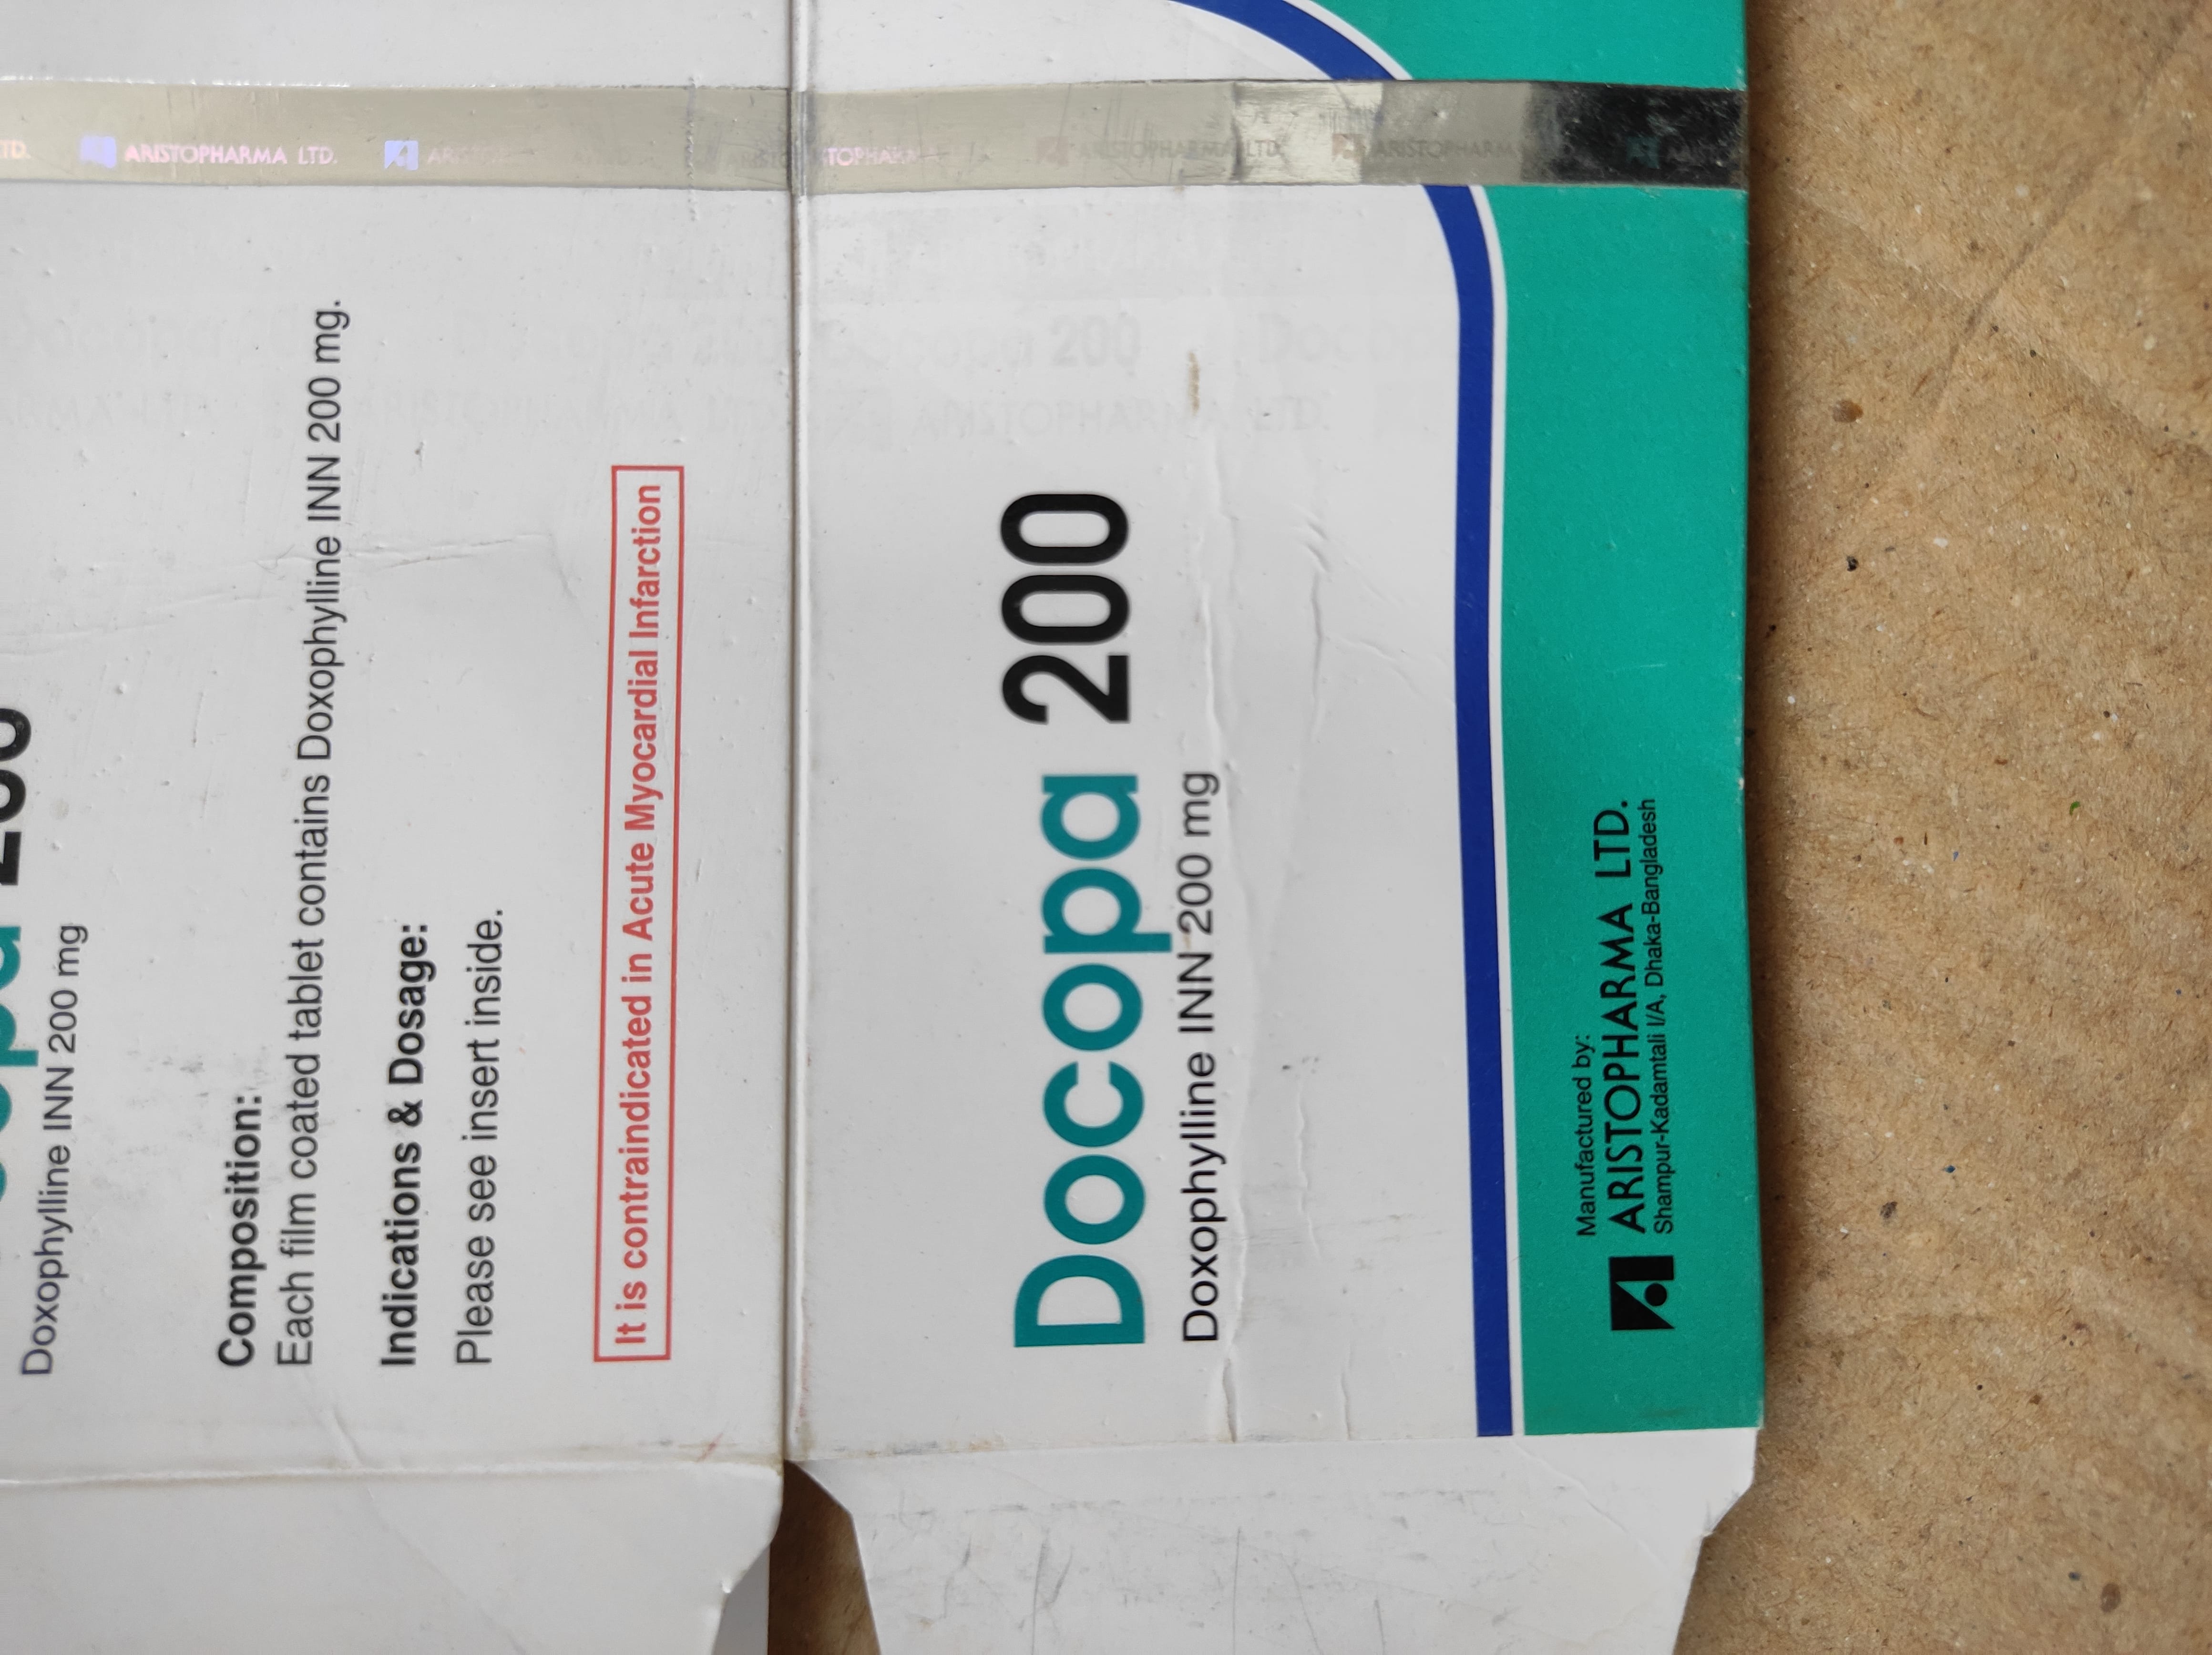 Docopa 200
Doxophylline INN 200 mg
Composition:
Each film coated tablet contains Doxophylline INN 200 mg.
Indications & Dosage:
Please see insert inside.
It is contraindicated in Acute Myocardial Infarction
Docopa 200
Doxophylline INN 200 mg
Manufactured by:
ARISTOPHARMA LTD.
Shampur-Kadamtali I/A, Dhaka-Bangladesh
ARISTOPHARMA LTD.